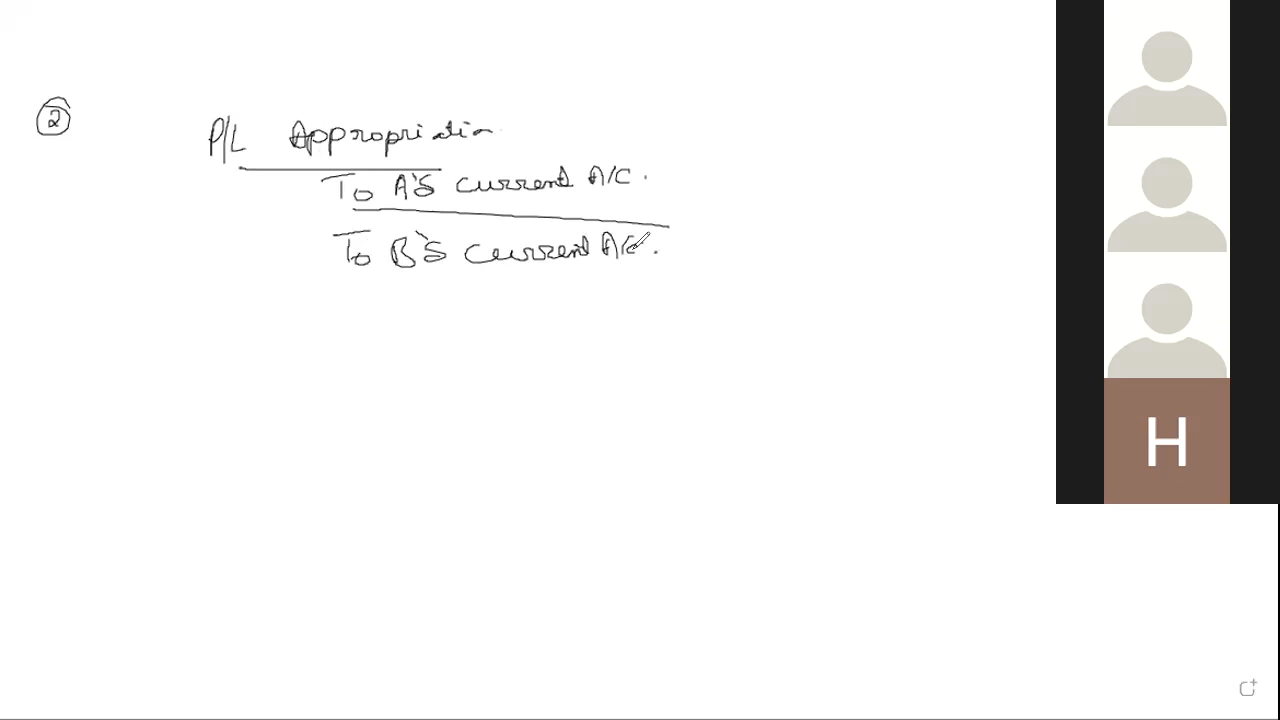 ②
P/L Appropriation
To A's current A/C.
To B's current A/C.
H